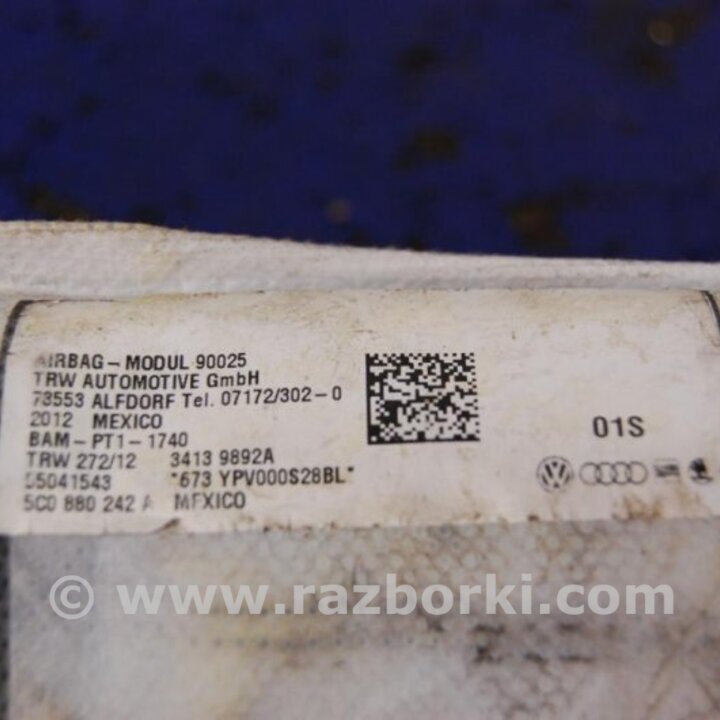 AIRBAG-MODUL 90025
TRW AUTOMOTIVE GmbH
73553 ALFDORF Tel. 07172/302-0
2012 MEXICO
BAM-PT1-1740
TRW 272/12 3413 9892A
55041543 "673 YPV000S28BL"
5C0 880 242 A MEXICO
01S
© www.razborki.com